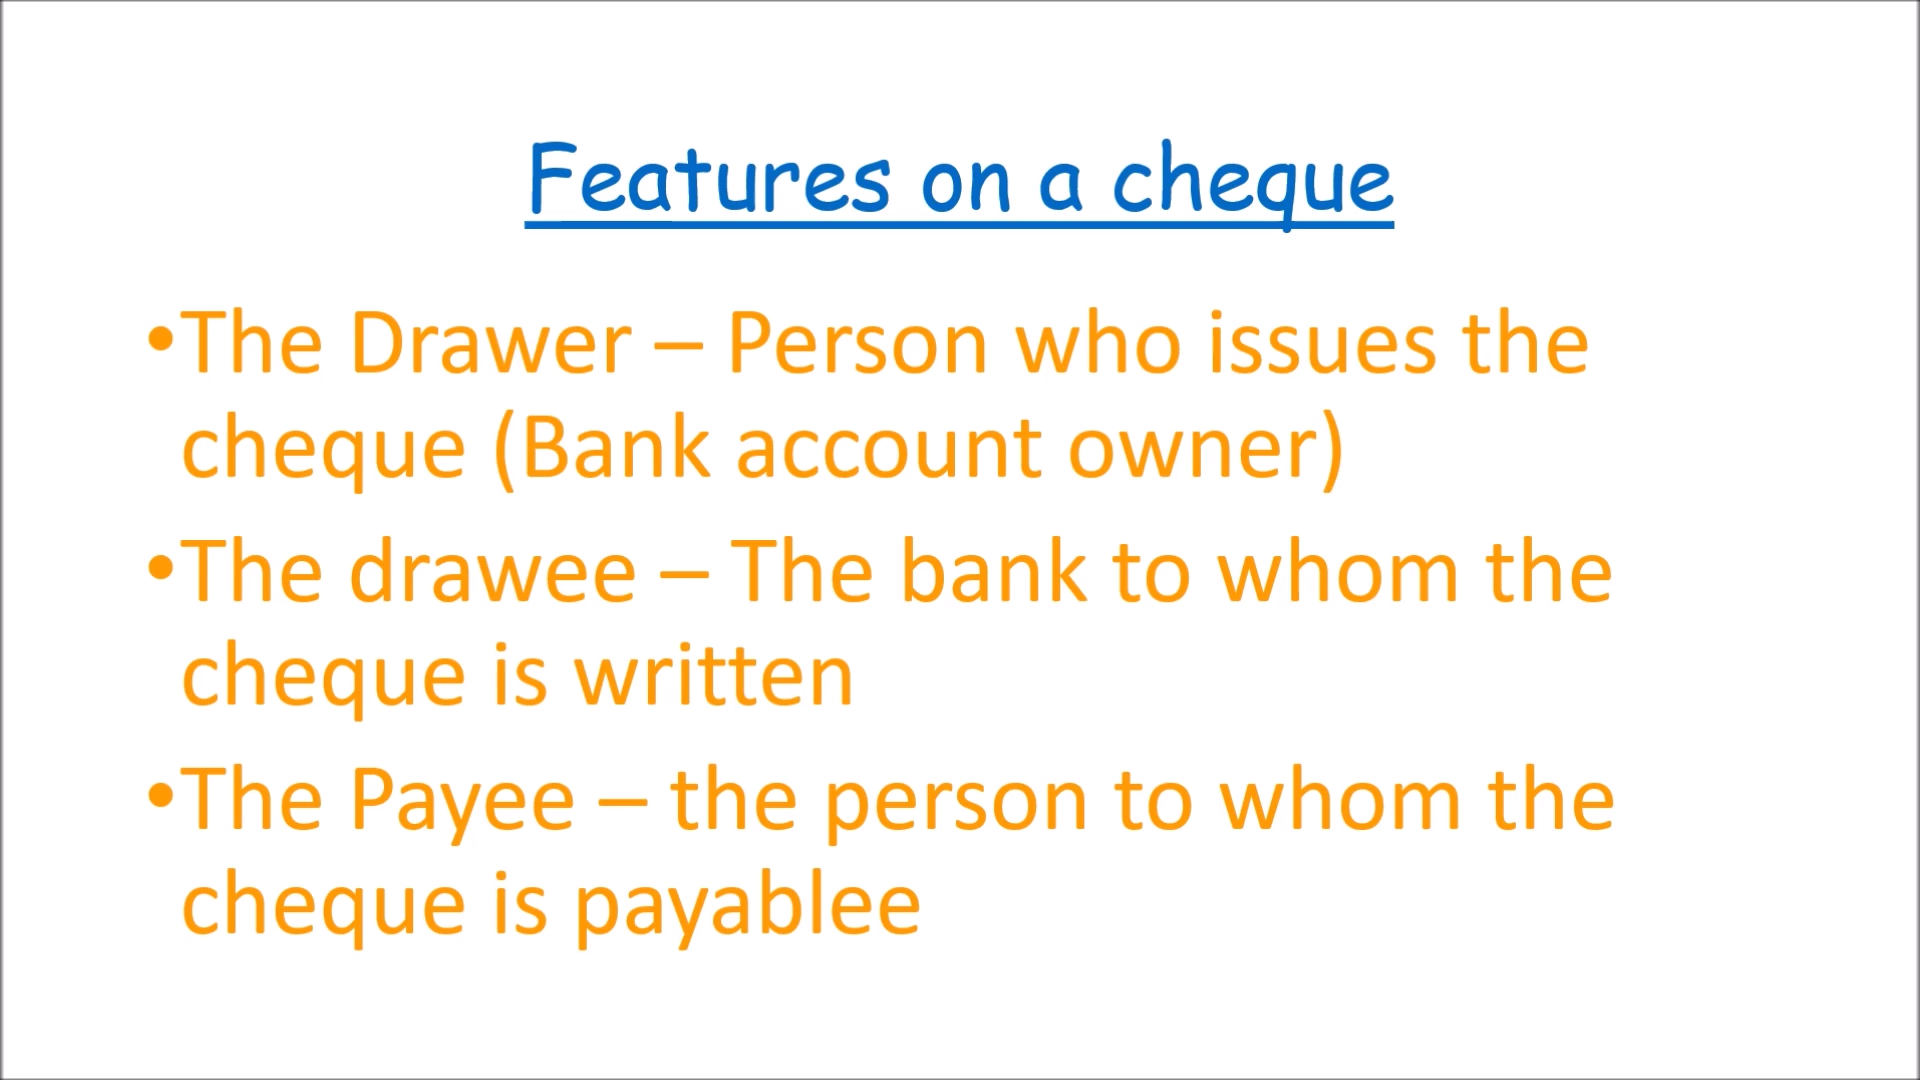 Features on a cheque
•The Drawer – Person who issues the
cheque (Bank account owner)
•The drawee – The bank to whom the
cheque is written
•The Payee – the person to whom the
cheque is payablee